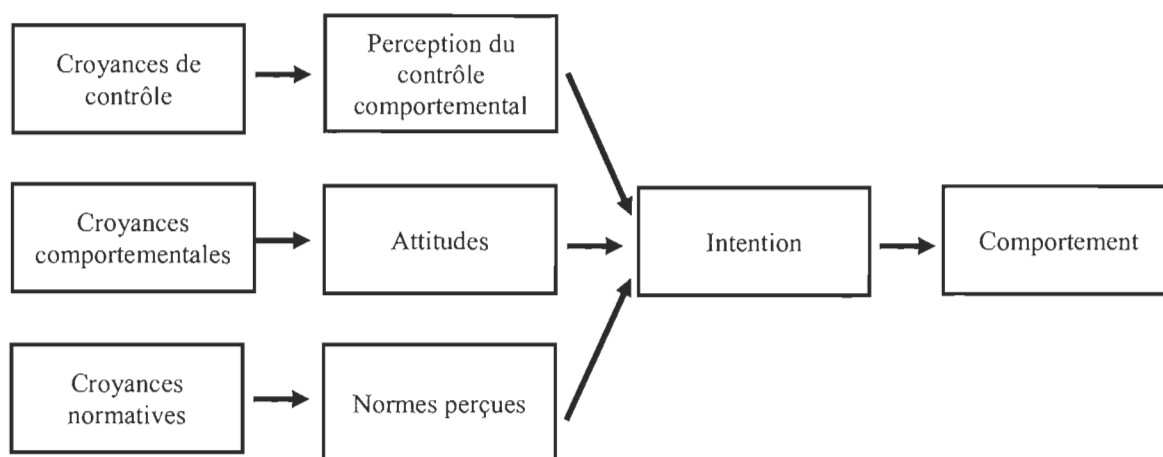 Croyances de
contrôle
Perception du
contrôle
comportemental
Croyances
comportementales
Attitudes
Intention
Comportement
Croyances
normatives
Normes perçues